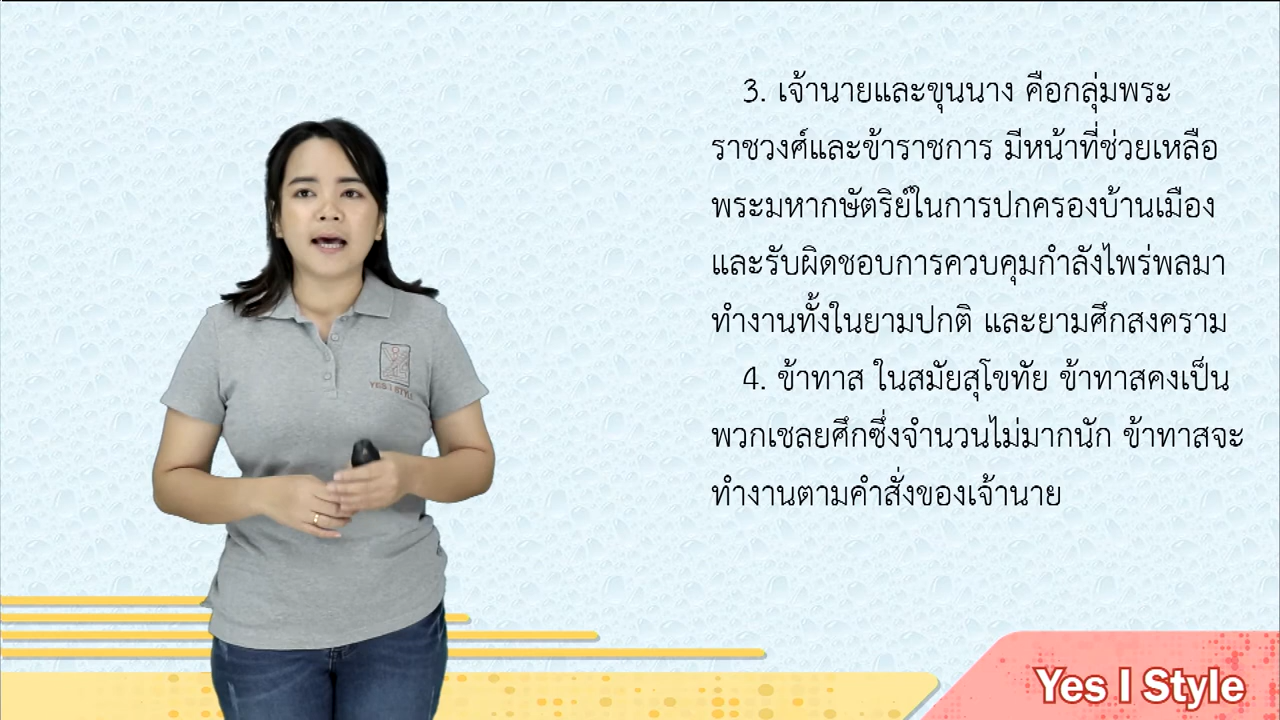 3. เจ้านายและขุนนาง คือกลุ่มพระ
ราชวงศ์และข้าราชการ มีหน้าที่ช่วยเหลือ
พระมหากษัตริย์ในการปกครองบ้านเมือง
และรับผิดชอบการควบคุมกำลังไพร่พลมา
ทำงานทั้งในยามปกติ และยามศึกสงคราม
4. ข้าทาส ในสมัยสุโขทัย ข้าทาสคงเป็น
พวกเชลยศึกซึ่งจำนวนไม่มากนัก ข้าทาสจะ
ทำงานตามคำสั่งของเจ้านาย
YES I STYLE
Yes I Style